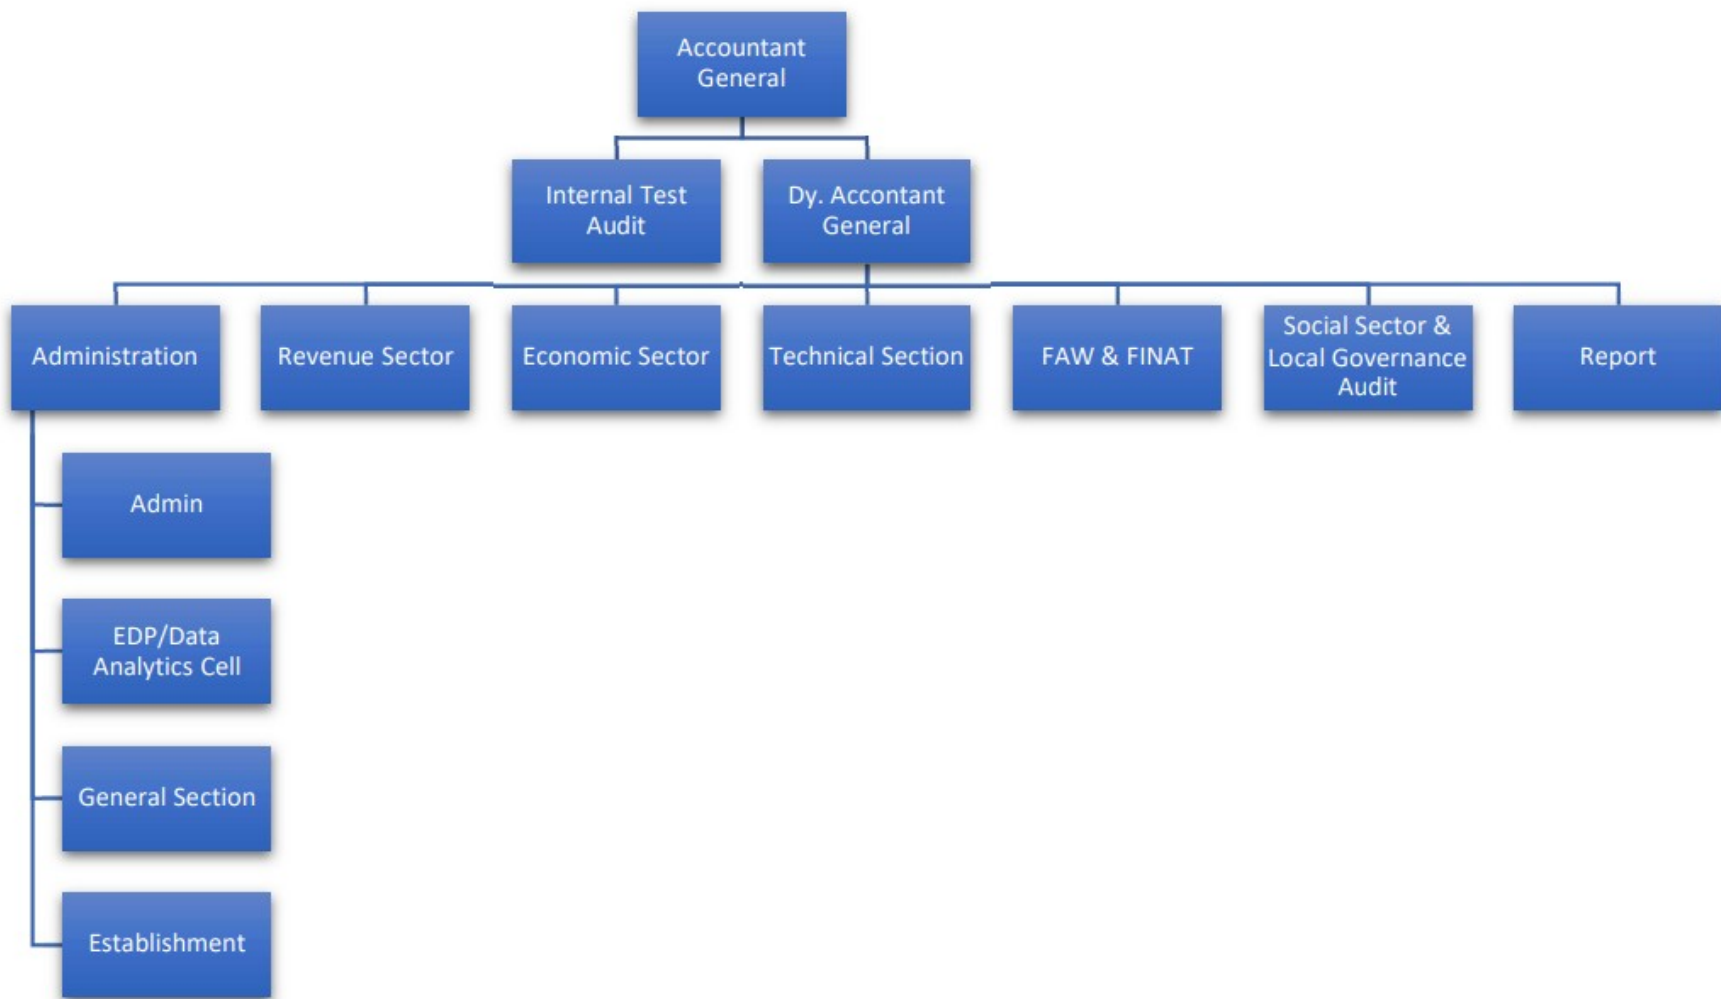 Accountant
General
Internal Test
Audit
Dy. Accontant
General
Administration
Revenue Sector
Economic Sector
Technical Section
FAW & FINAT
Social Sector &
Local Governance
Audit
Report
Admin
EDP/Data
Analytics Cell
General Section
Establishment